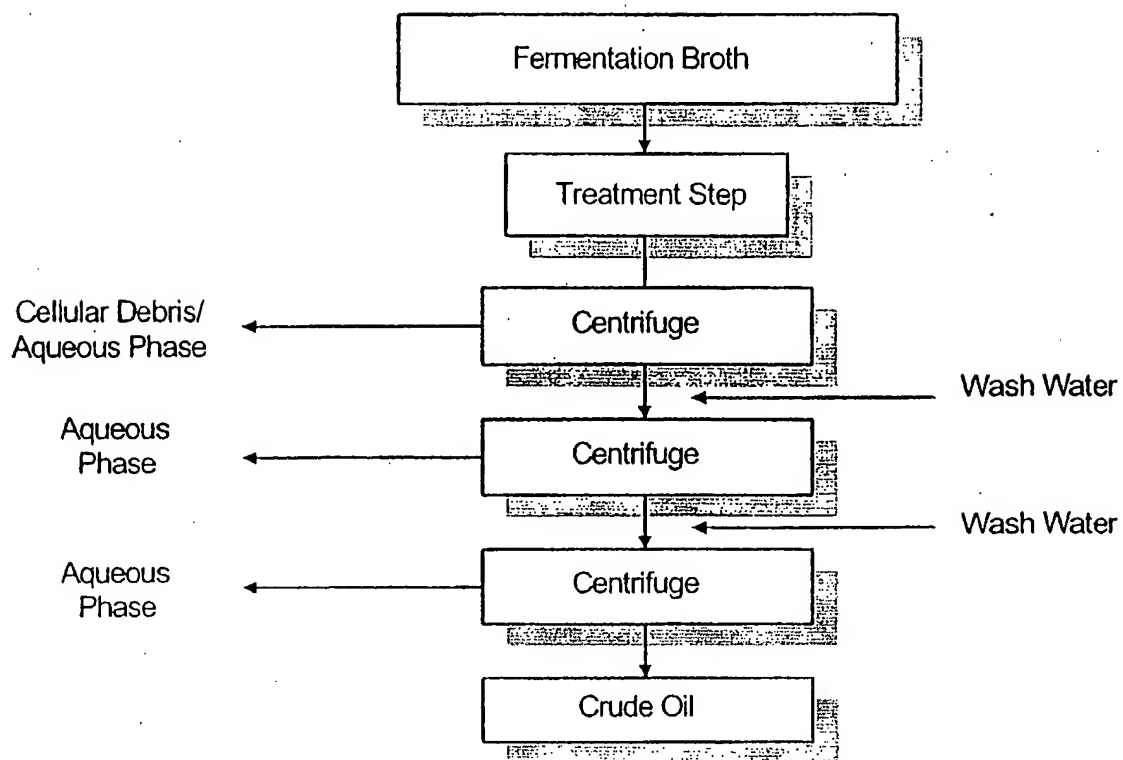 Fermentation Broth
Treatment Step
Cellular Debris/
Aqueous Phase
Centrifuge
Wash Water
Aqueous
Phase
Centrifuge
Wash Water
Aqueous
Phase
Centrifuge
Crude Oil